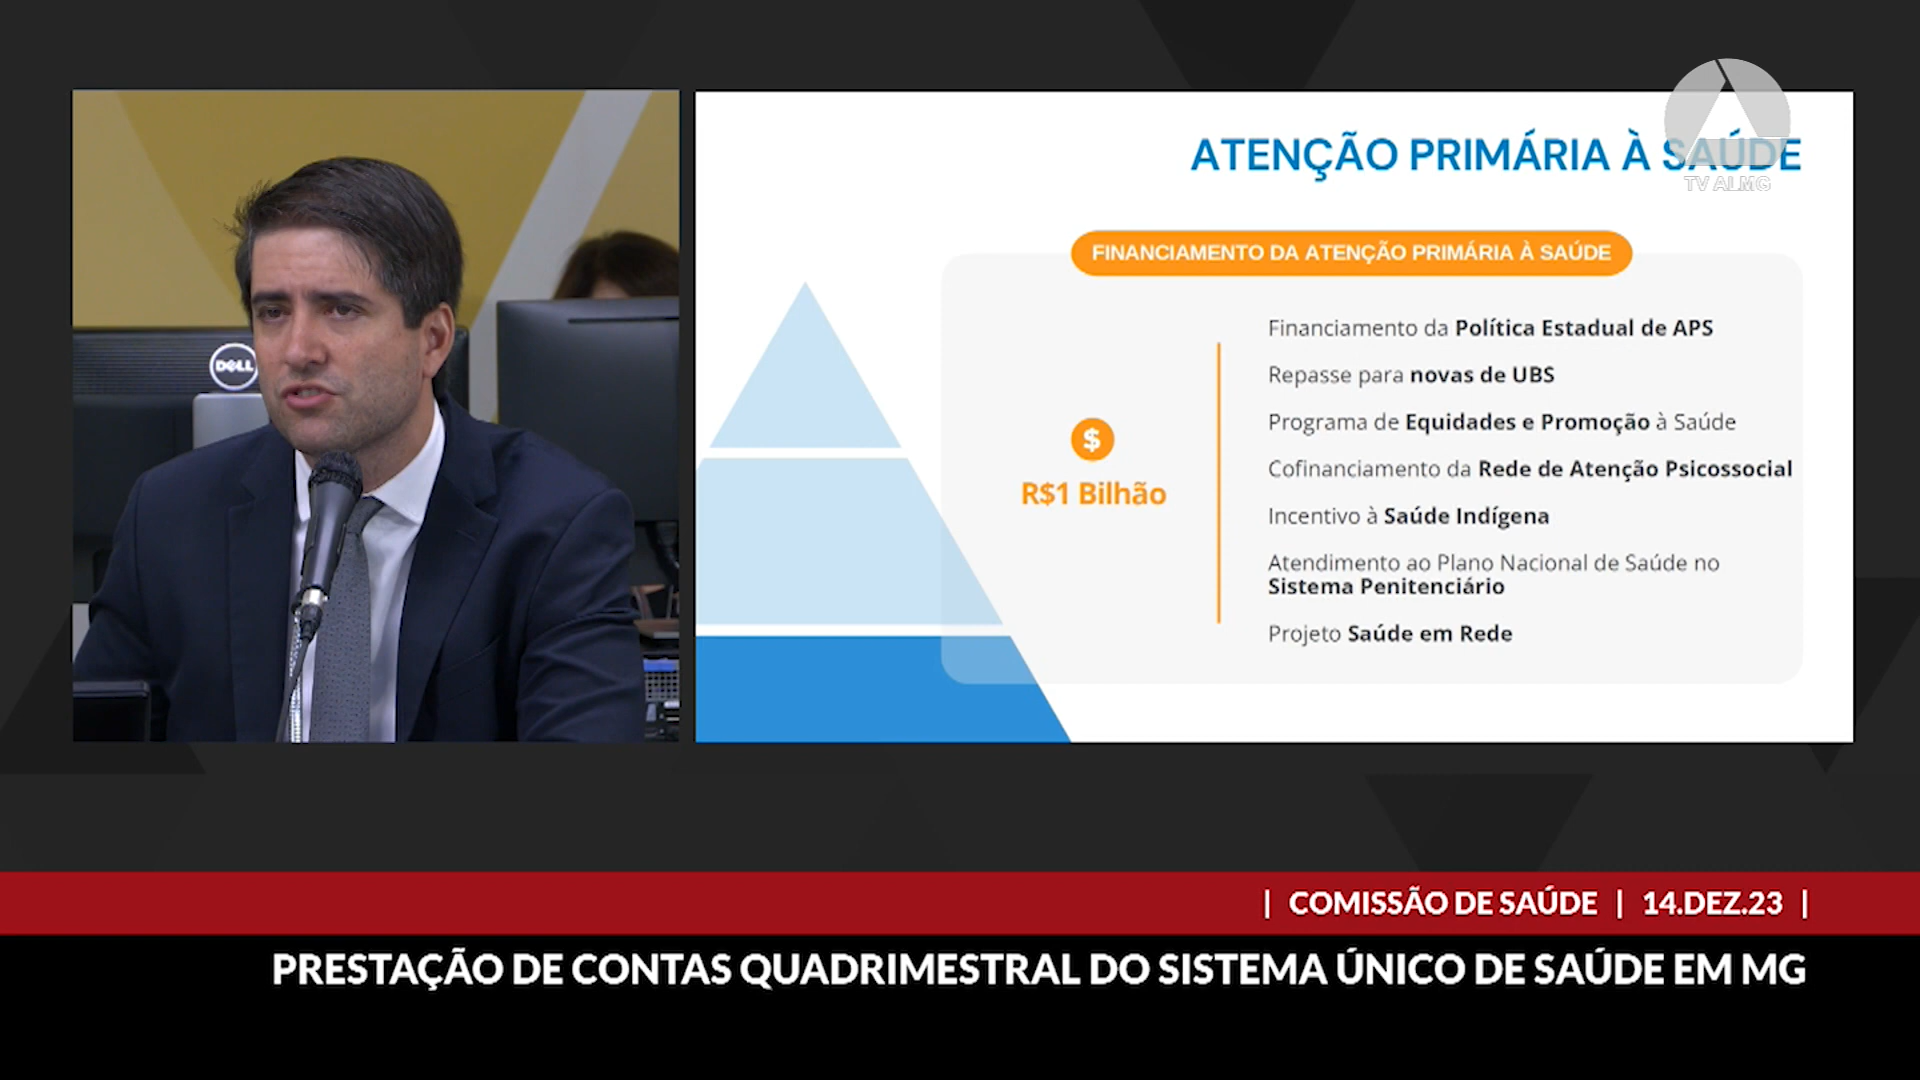 ATENÇÃO PRIMÁRIA À SAÚDE
TV ALMG
FINANCIAMENTO DA ATENÇÃO PRIMÁRIA À SAÚDE
DELL
$
R$1 Bilhão
Financiamento da Política Estadual de APS
Repasse para novas de UBS
Programa de Equidades e Promoção à Saúde
Cofinanciamento da Rede de Atenção Psicossocial
Incentivo à Saúde Indígena
Atendimento ao Plano Nacional de Saúde no
Sistema Penitenciário
Projeto Saúde em Rede
| COMISSÃO DE SAÚDE | 14.DEZ.23 |
PRESTAÇÃO DE CONTAS QUADRIMESTRAL DO SISTEMA ÚNICO DE SAÚDE EM MG